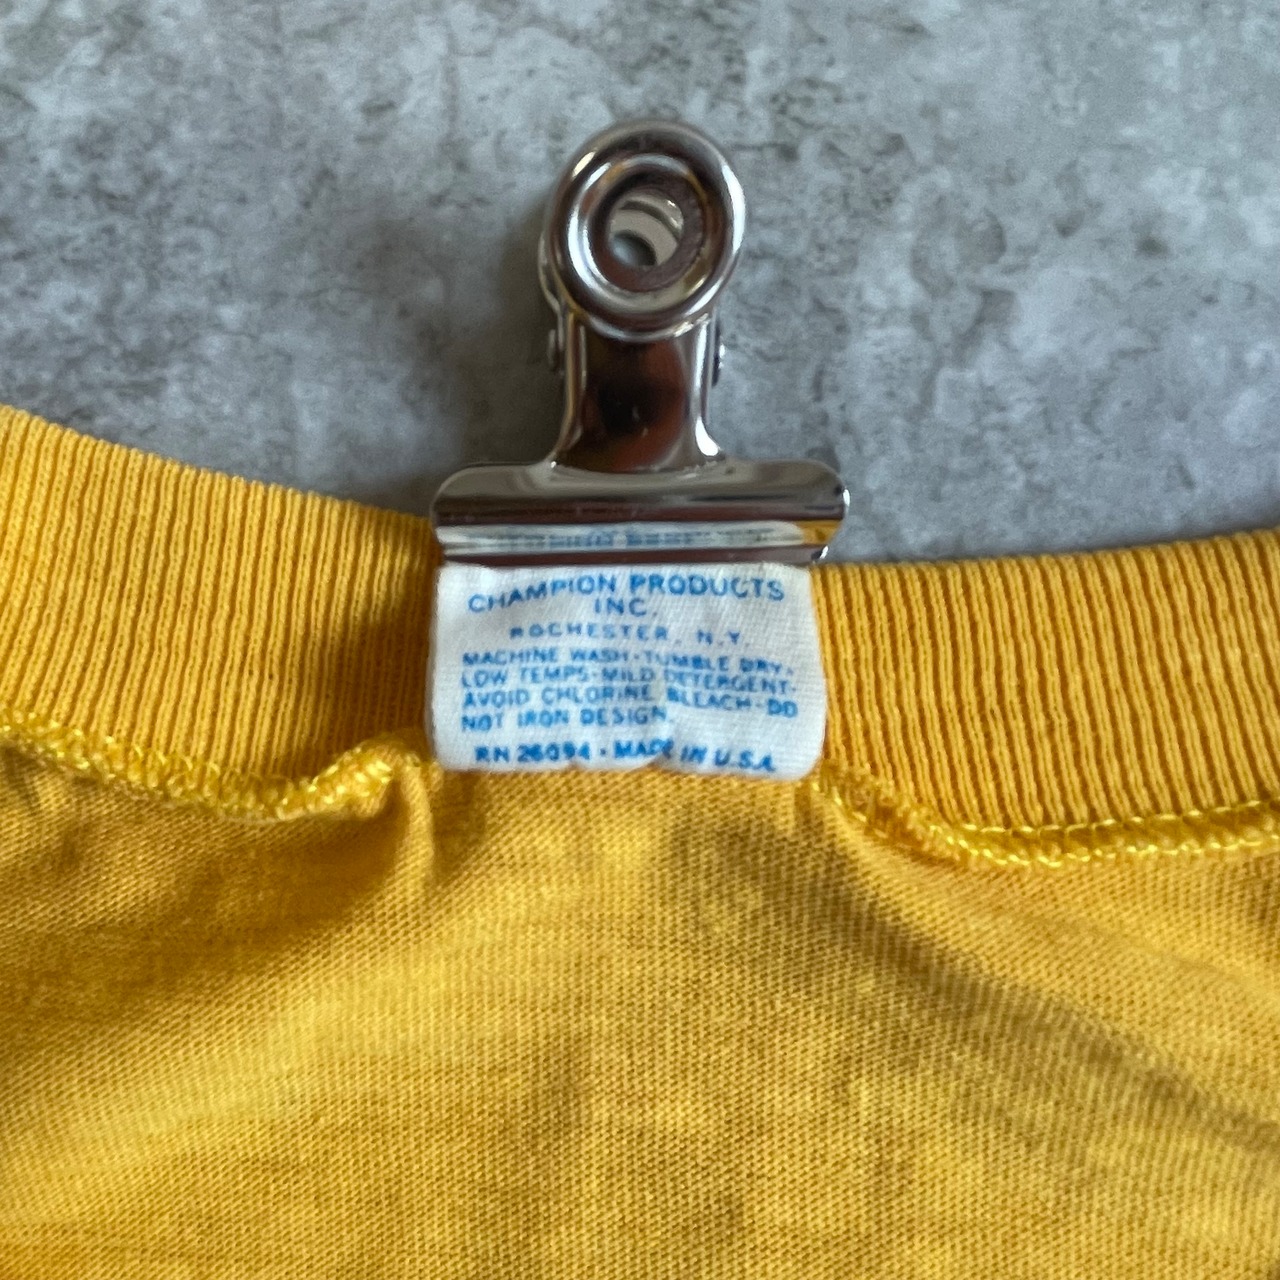 CHAMPION PRODUCTS
INC.
ROCHESTER, N.Y.
MACHINE WASH-TUMBLE DRY-
LOW TEMPS-MILD DETERGENT-
AVOID CHLORINE BLEACH-DO
NOT IRON DESIGN.
RN 26094 - MADE IN U.S.A.